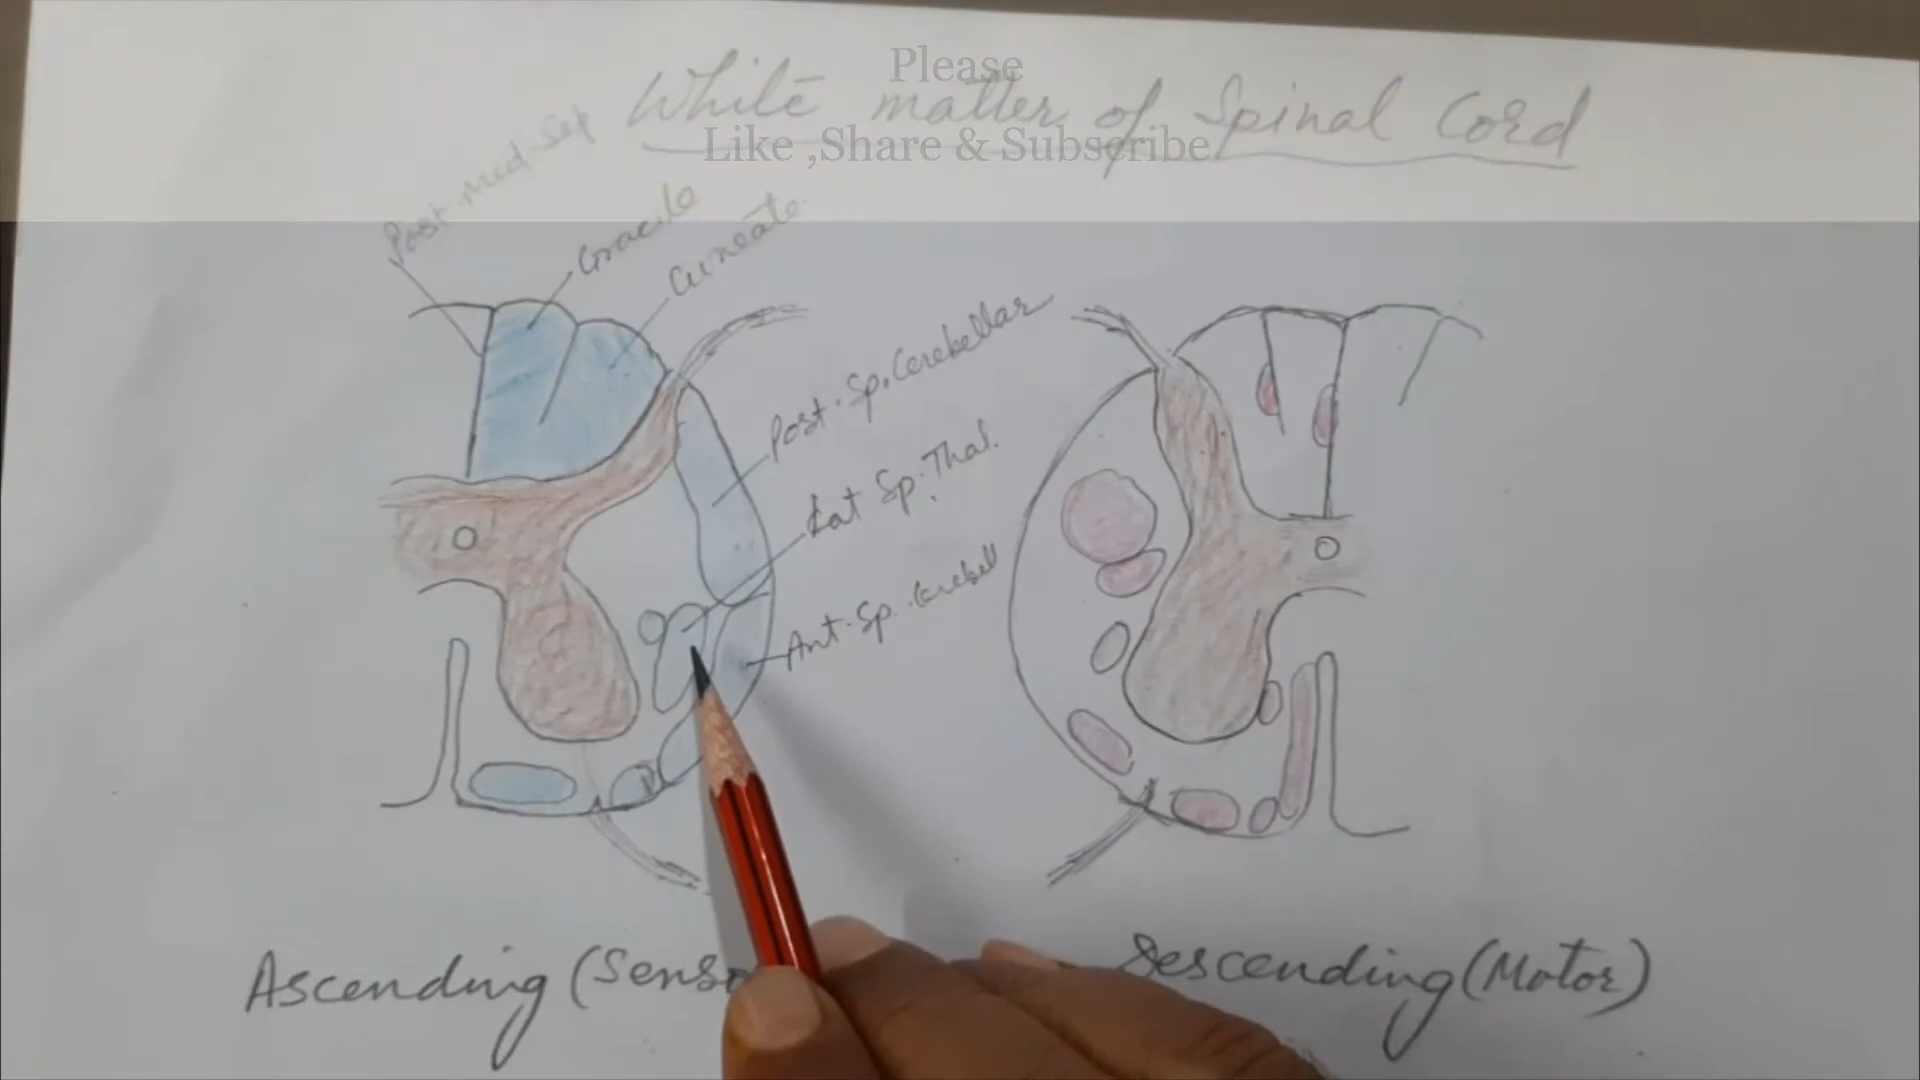 Please
White matter of Spinal Cord
Like ,Share & Subscribe
Post. Med. Sep
Gracile
Cuneate
Post. Sp. Cerebellar
Lat Sp. Thal.
Ant. Sp. Cerebell
Ascending (Senso
Descending (Motor)